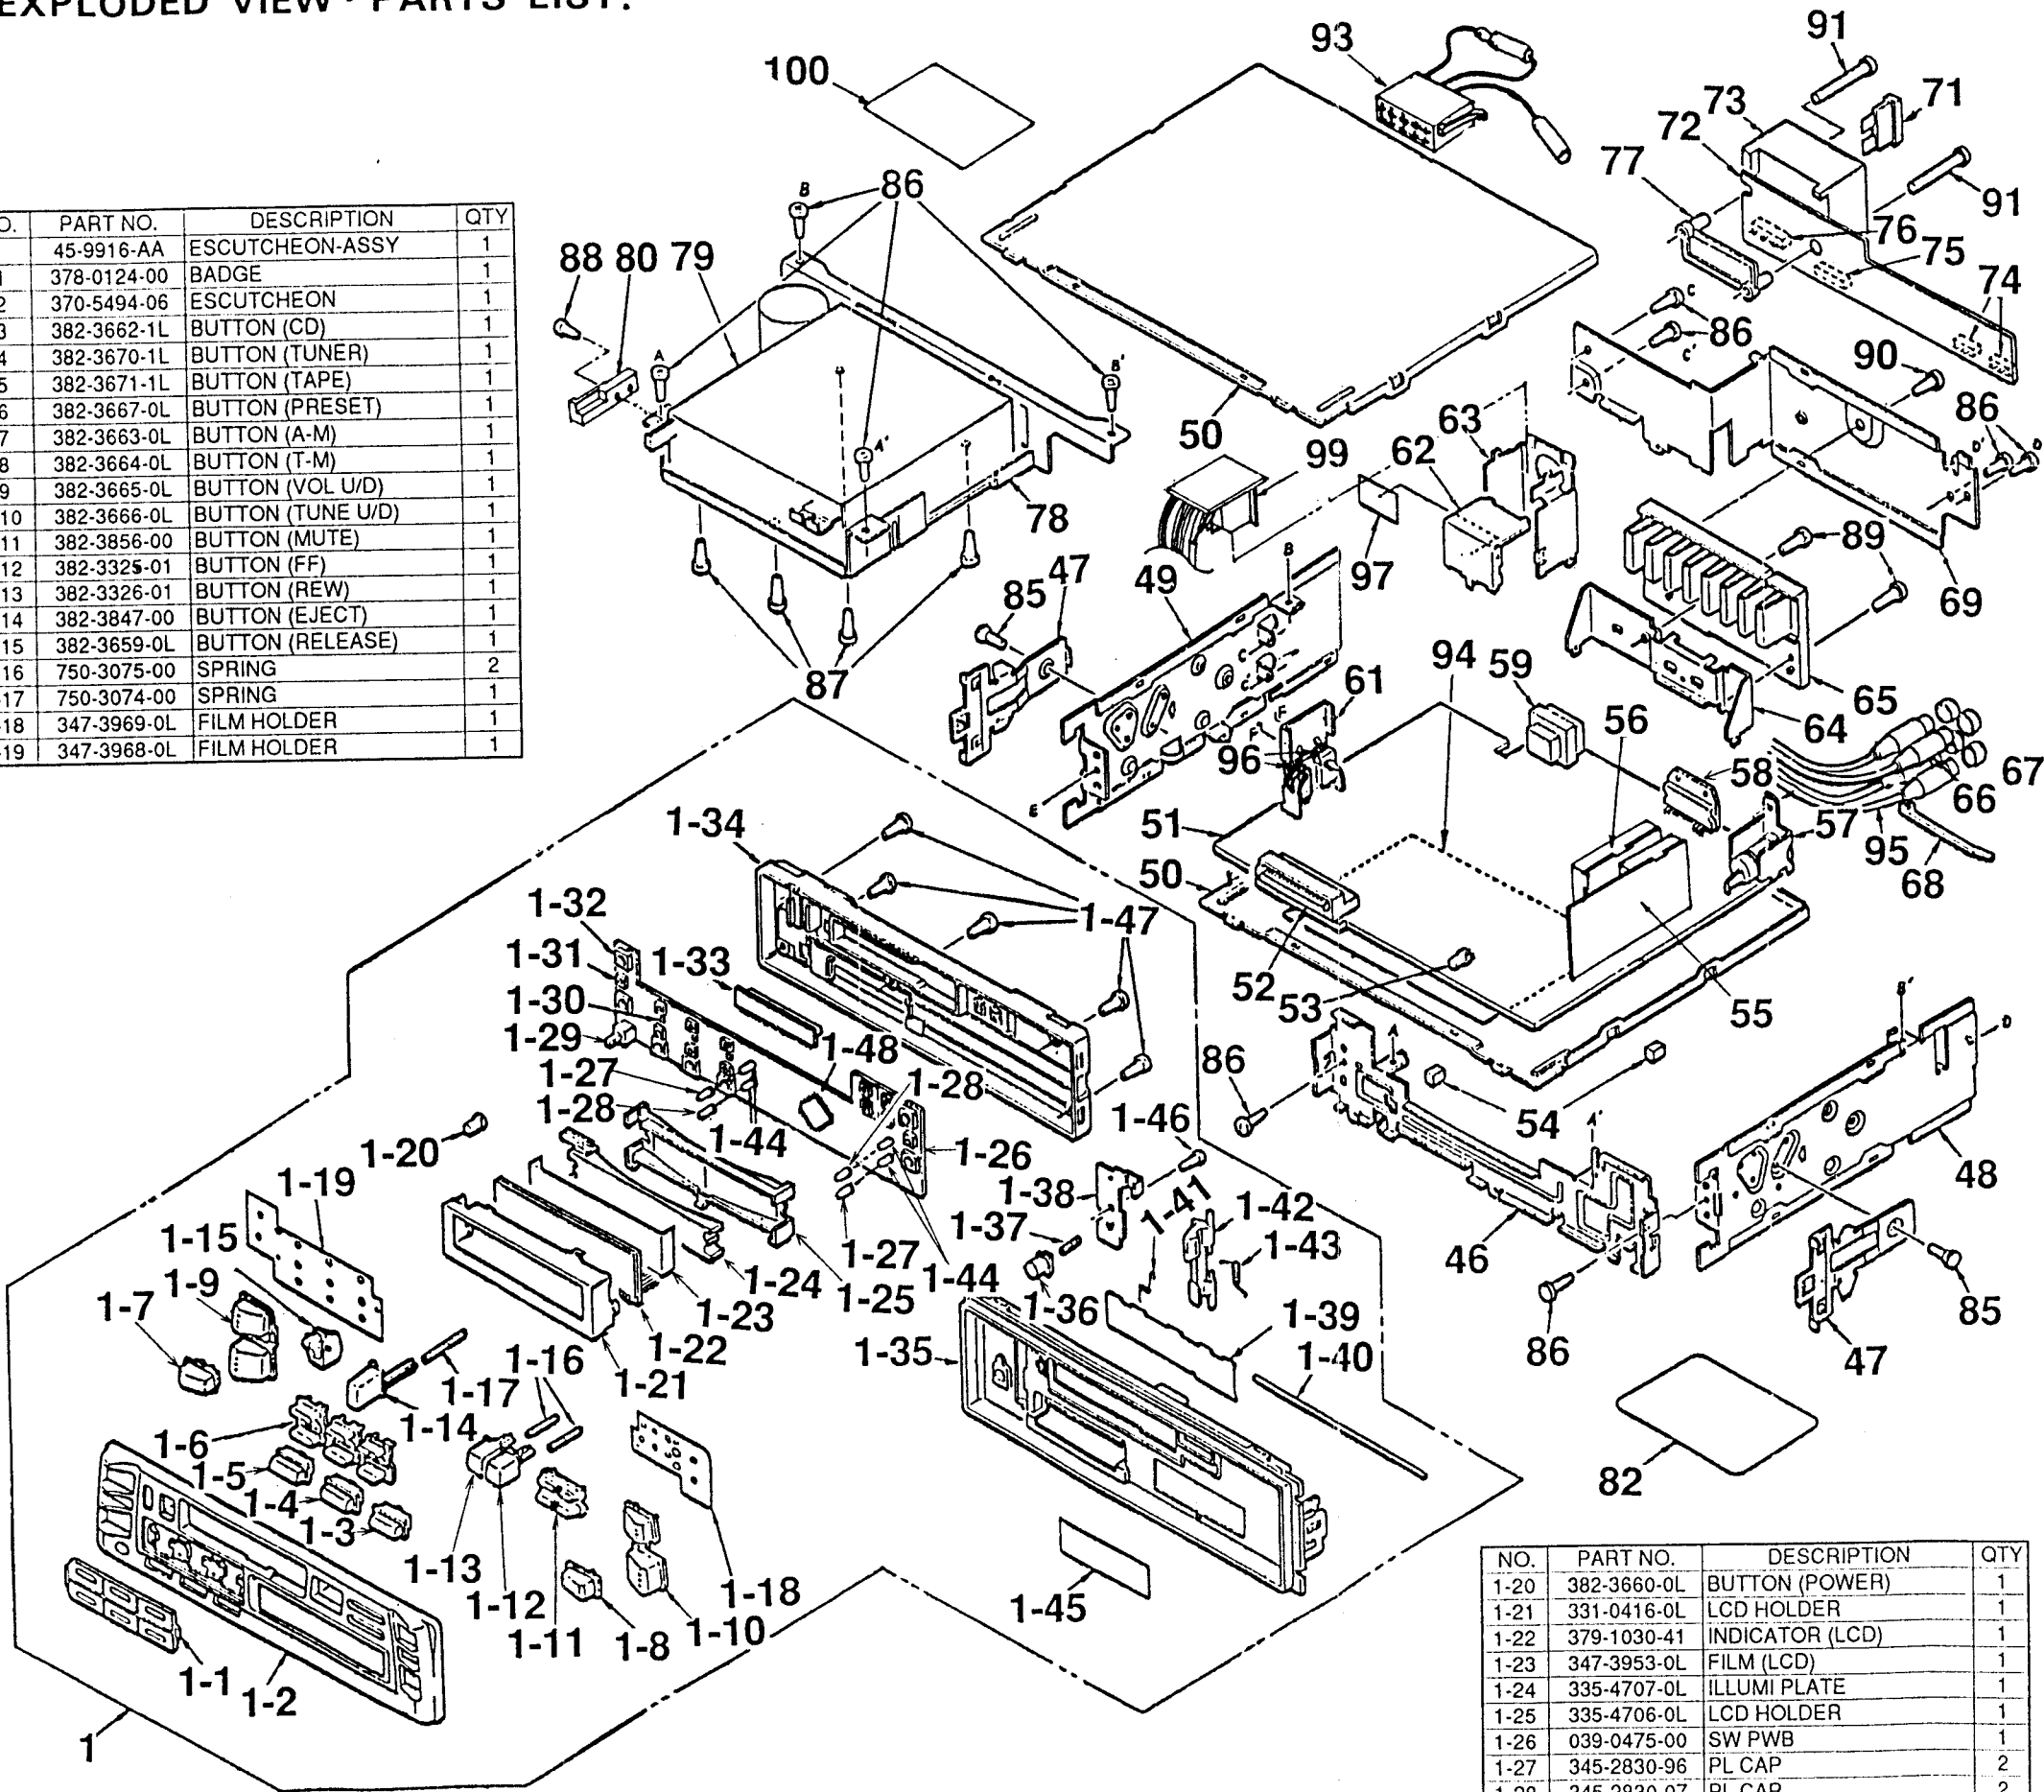 EXPLODED VIEW · PARTS LIST:
O. PART NO. DESCRIPTION QTY
45-9916-AA ESCUTCHEON-ASSY 1
1 378-0124-00 BADGE 1
2 370-5494-06 ESCUTCHEON 1
3 382-3662-1L BUTTON (CD) 1
4 382-3670-1L BUTTON (TUNER) 1
5 382-3671-1L BUTTON (TAPE) 1
6 382-3667-0L BUTTON (PRESET) 1
7 382-3663-0L BUTTON (A-M) 1
8 382-3664-0L BUTTON (T-M) 1
9 382-3665-0L BUTTON (VOL U/D) 1
10 382-3666-0L BUTTON (TUNE U/D) 1
11 382-3856-00 BUTTON (MUTE) 1
12 382-3325-01 BUTTON (FF) 1
13 382-3326-01 BUTTON (REW) 1
14 382-3847-00 BUTTON (EJECT) 1
15 382-3659-0L BUTTON (RELEASE) 1
16 750-3075-00 SPRING 2
-17 750-3074-00 SPRING 1
-18 347-3969-0L FILM HOLDER 1
-19 347-3968-0L FILM HOLDER 1
100
93
91
73
71
72
77
91
76
75
74
86
B
88 80 79
A
B'
A'
C
86
C'
90
86
D'
D
50
63
62
99
78
97
89
69
87
85
47
49
B
C
C'
F
F'
E
61
96
94
59
56
65
64
58
67
66
57
95
68
51
50
52
53
55
54
1-34
1-47
1-32
1-31
1-33
1-30
1-29
1-48
1-27
1-28
1-28
1-44
1-26
1-20
1-19
1-46
1-38
1-41
1-42
1-37
1-43
1-36
1-27
1-44
1-24
1-25
1-23
1-22
1-21
1-15
1-9
1-7
1-16
1-17
1-14
1-6
1-5
1-4
1-3
1-13
1-12
1-11
1-8
1-10
1-18
1-1
1-2
1
1-35
1-39
1-40
1-45
86
A
A'
46
86
B'
D
48
85
47
82
NO. PART NO. DESCRIPTION QTY
1-20 382-3660-0L BUTTON (POWER) 1
1-21 331-0416-0L LCD HOLDER 1
1-22 379-1030-41 INDICATOR (LCD) 1
1-23 347-3953-0L FILM (LCD) 1
1-24 335-4707-0L ILLUMI PLATE 1
1-25 335-4706-0L LCD HOLDER 1
1-26 039-0475-00 SW PWB 1
1-27 345-2830-96 PL CAP 2
1-28 345-2830-07 PL CAP 2